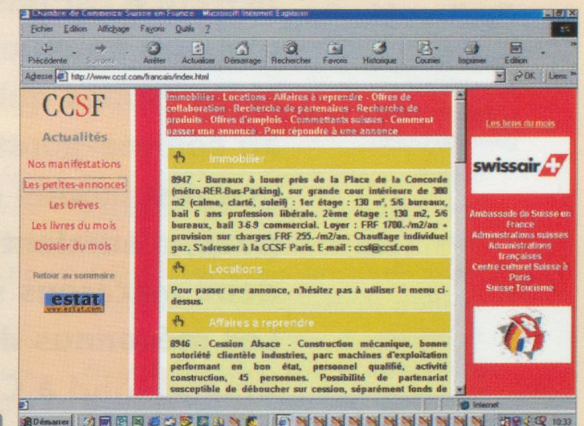 Chambre de Commerce Suisse en France - Microsoft Internet Explorer
Fichier Edition Affichage Favoris Outils ?
Précédente Suivante Arrêter Actualiser Démarrage Rechercher Favoris Historique Courrier Imprimer Edition
Adresse http://www.ccsf.com/francais/index.html OK Liens
CCSF
Actualités
Nos manifestations
Les petites-annonces
Les brèves
Les livres du mois
Dossier du mois
Retour au sommaire
estat
www.estat.com
Immobilier - Locations - Affaires à reprendre - Offres de
collaboration - Recherche de partenaires - Recherche de
produits - Offres d'emplois - Commettants suisses - Comment
passer une annonce - Pour répondre à une annonce
Immobilier
8947 - Bureaux à louer près de la Place de la Concorde
(métro-RER-Bus-Parking), sur grande cour intérieure de 300
m2 (calme, clarté, soleil) : 1er étage : 130 m², 5/6 bureaux,
bail 6 ans profession libérale. 2ème étage : 130 m2, 5/6
bureaux, bail 3-6-9 commercial. Loyer : FRF 1700.-/m2/an +
provision sur charges FRF 255.-/m2/an. Chauffage individuel
gaz. S'adresser à la CCSF Paris. E-mail : ccsf@ccsf.com
Locations
Pour passer une annonce, n'hésitez pas à utiliser le menu ci-
dessus.
Affaires à reprendre
8946 - Cession Alsace - Construction mécanique, bonne
notoriété clientèle industries, parc machines d'exploitation
performant en bon état, personnel qualifié, activité
construction, 45 personnes. Possibilité de partenariat
susceptible de déboucher sur cession, séparément fonds de
Les liens du mois
swissair
Ambassade de Suisse en
France
Administrations suisses
Administrations
françaises
Centre culturel Suisse à
Paris
Suisse Tourisme
Internet
Démarrer 10:33